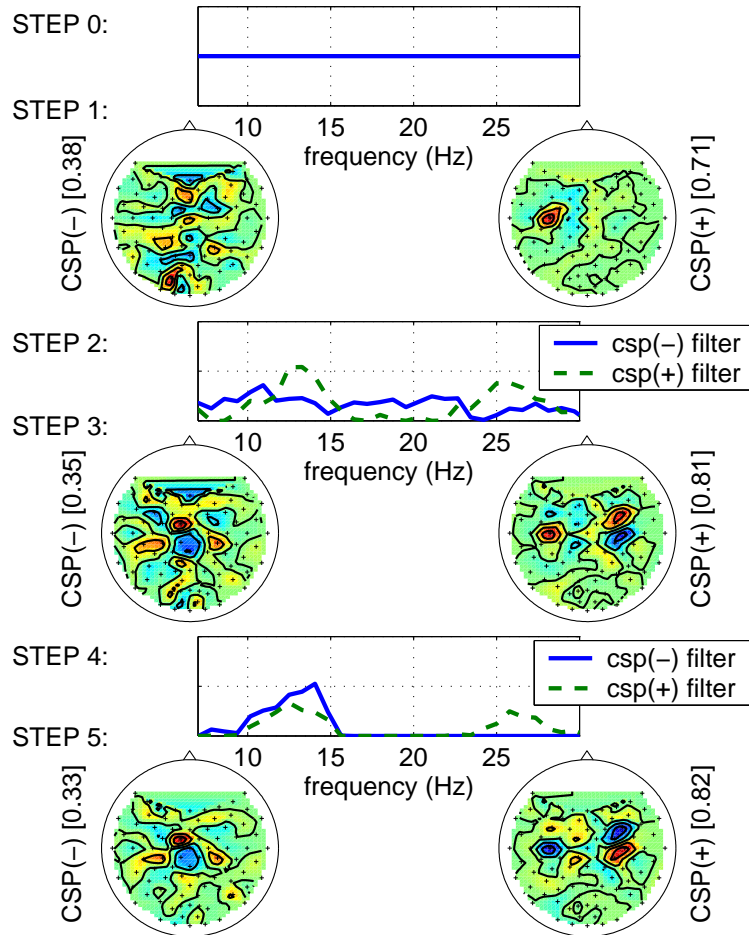 STEP 0:
STEP 1:
10 15 20 25
frequency (Hz)
CSP(−) [0.38]
CSP(+) [0.71]
STEP 2:
csp(−) filter
csp(+) filter
STEP 3:
10 15 20 25
frequency (Hz)
CSP(−) [0.35]
CSP(+) [0.81]
STEP 4:
csp(−) filter
csp(+) filter
STEP 5:
10 15 20 25
frequency (Hz)
CSP(−) [0.33]
CSP(+) [0.82]